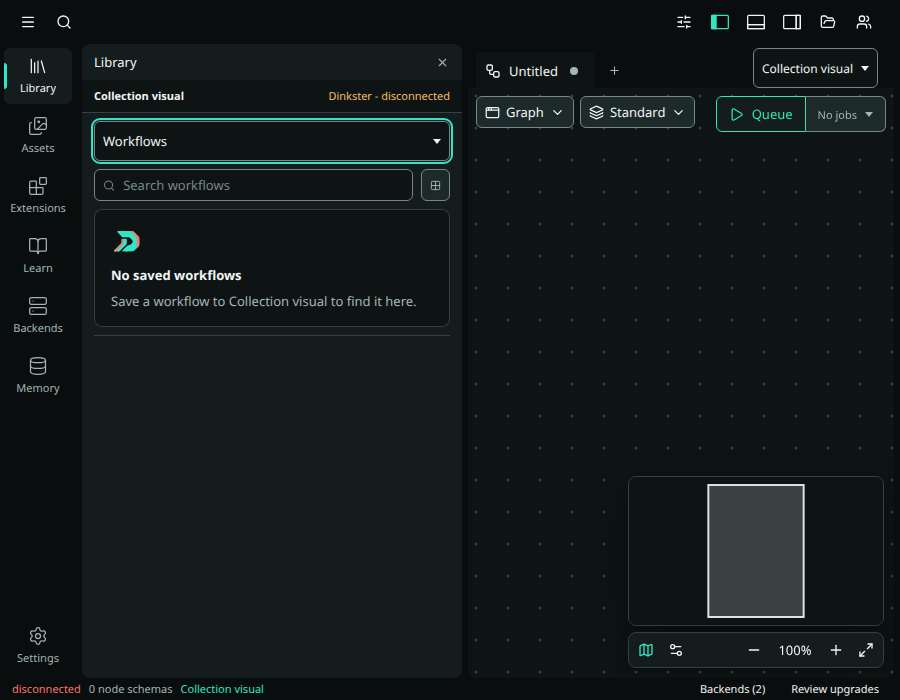 Library
Assets
Extensions
Learn
Backends
Memory
Settings
Library
Collection visual
Dinkster - disconnected
Workflows
Search workflows
No saved workflows
Save a workflow to Collection visual to find it here.
Untitled
Collection visual
Graph
Standard
Queue
No jobs
100%
disconnected
0 node schemas
Collection visual
Backends (2)
Review upgrades